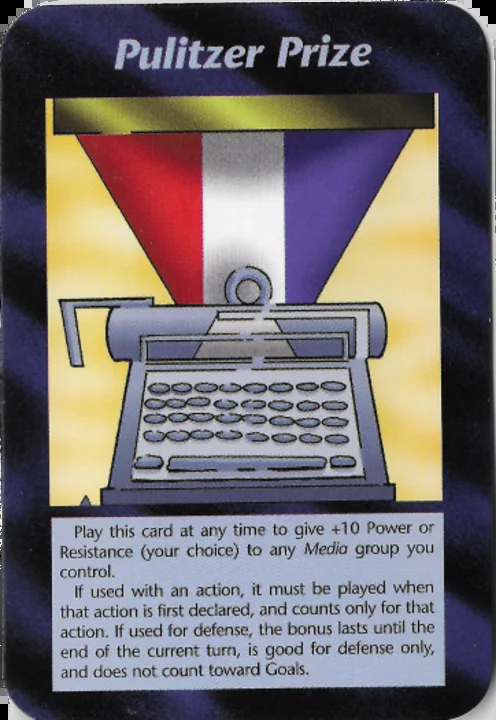 Pulitzer Prize
Play this card at any time to give +10 Power or
Resistance (your choice) to any Media group you
control.
If used with an action, it must be played when
that action is first declared, and counts only for that
action. If used for defense, the bonus lasts until the
end of the current turn, is good for defense only,
and does not count toward Goals.